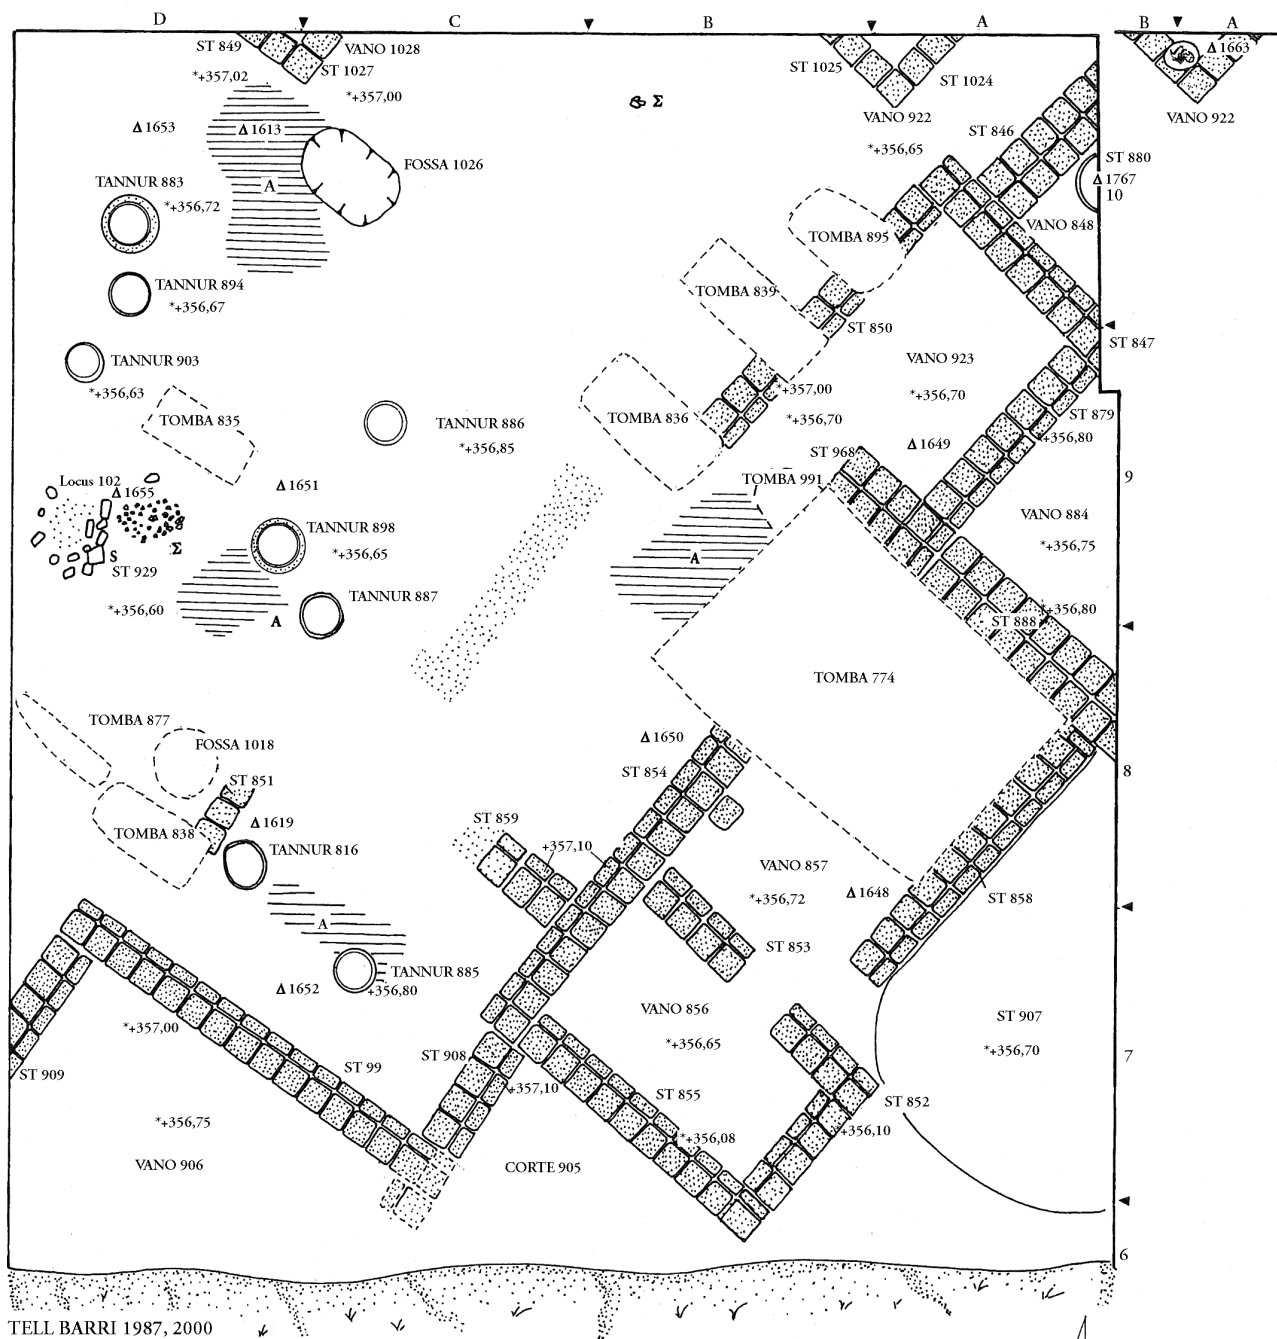 D C B A B A
ST 849
VANO 1028
ST 1027
*+357,02
*+357,00
Σ
ST 1025
ST 1024
Δ 1663
VANO 922
*+356,65
VANO 922
Δ 1653
Δ 1613
A
FOSSA 1026
ST 846
ST 880
Δ 1767
10
TANNUR 883
*+356,72
VANO 848
TOMBA 895
TANNUR 894
*+356,67
TOMBA 839
ST 850
ST 847
TANNUR 903
*+356,63
VANO 923
*+356,70
*+357,00
*+356,70
TOMBA 835
TANNUR 886
*+356,85
TOMBA 836
ST 879
*+356,80
Δ 1649
ST 968
TOMBA 991
9
Locus 102
Δ 1655
Δ 1651
VANO 884
*+356,75
TANNUR 898
*+356,65
S
Σ
ST 929
A
*+356,60
TANNUR 887
A
*+356,80
ST 888
TOMBA 774
TOMBA 877
FOSSA 1018
Δ 1650
ST 854
8
ST 851
TOMBA 838
Δ 1619
TANNUR 816
ST 859
+357,10
VANO 857
*+356,72
Δ 1648
ST 858
A
ST 853
TANNUR 885
+356,80
Δ 1652
*+357,00
VANO 856
*+356,65
ST 907
*+356,70
7
ST 909
ST 99
ST 908
+357,10
ST 855
ST 852
*+356,75
*+356,08
+356,10
VANO 906
CORTE 905
6
TELL BARRI 1987, 2000